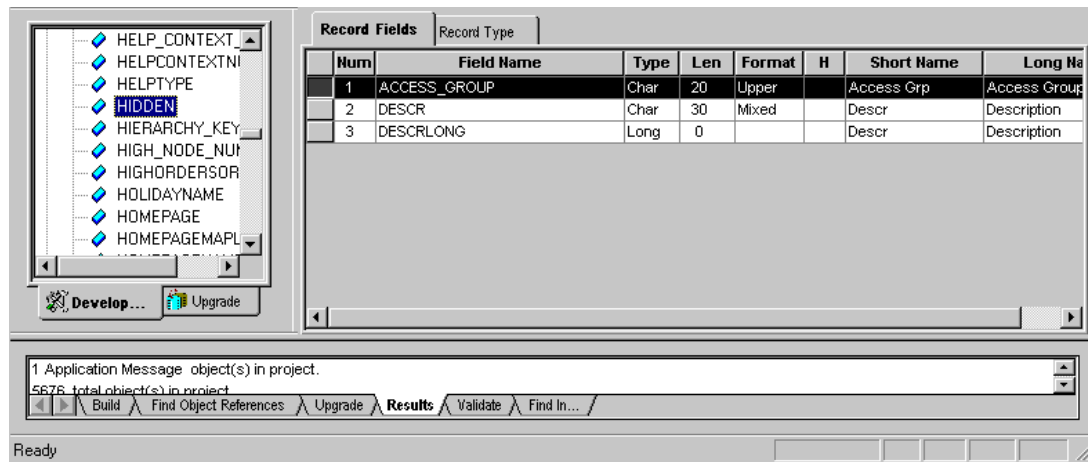 HELP_CONTEXT_
HELPCONTEXTN
HELPTYPE
HIDDEN
HIERARCHY_KEY
HIGH_NODE_NU
HIGHORDERSOR
HOLIDAYNAME
HOMEPAGE
HOMEPAGEMAPL
Develop... Upgrade
Record Fields Record Type
Num Field Name Type Len Format H Short Name Long Na
1 ACCESS_GROUP Char 20 Upper Access Grp Access Group
2 DESCR Char 30 Mixed Descr Description
3 DESCRLONG Long 0 Descr Description
1 Application Message object(s) in project.
5676 total object(s) in project
Build Find Object References Upgrade Results Validate Find In...
Ready